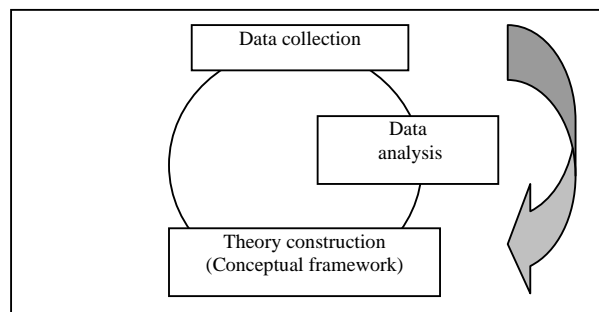 Data collection
Data
analysis
Theory construction
(Conceptual framework)